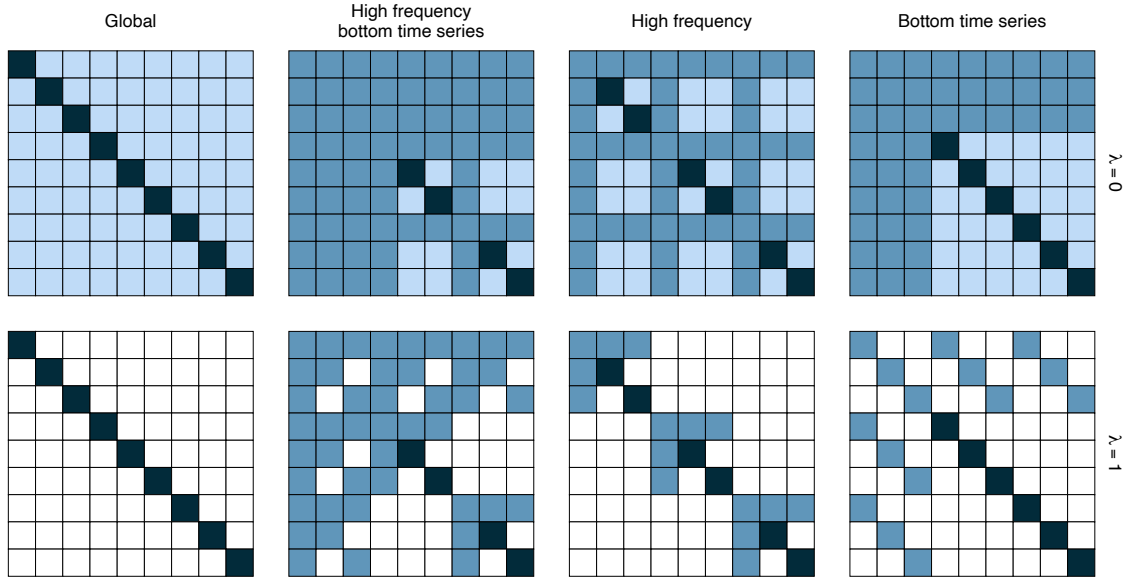 Global
High frequency
bottom time series
High frequency
Bottom time series
λ = 0
λ = 1